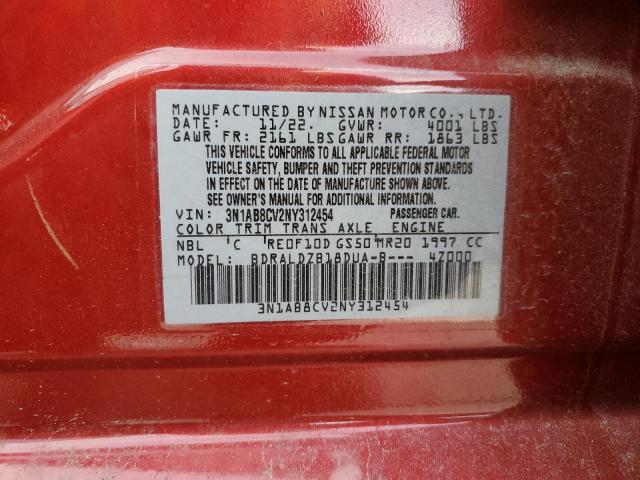 MANUFACTURED BY NISSAN MOTOR CO., LTD.
DATE: 11/22. GVWR: 4001 LBS
GAWR FR: 2161 LBS GAWR RR: 1863 LBS
THIS VEHICLE CONFORMS TO ALL APPLICABLE FEDERAL MOTOR
VEHICLE SAFETY, BUMPER AND THEFT PREVENTION STANDARDS
IN EFFECT ON THE DATE OF MANUFACTURE SHOWN ABOVE.
SEE OWNER'S MANUAL FOR ADDITIONAL INFORMATION.
VIN: 3N1AB8CV2NY312454 PASSENGER CAR.
COLOR TRIM TRANS AXLE ENGINE
NBL 'C 'RE0F10D GS50'MR20 1997 CC
MODEL: BDRALDZB18DUA-B--- 4Z000
3N1AB8CV2NY312454